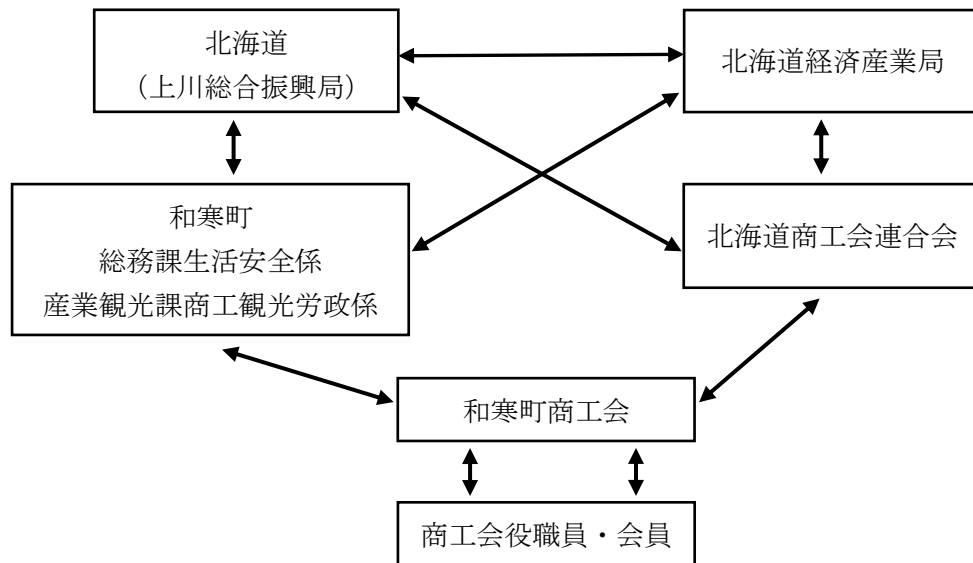 北海道
（上川総合振興局）
北海道経済産業局
和寒町
総務課生活安全係
産業観光課商工観光労政係
北海道商工会連合会
和寒町商工会
商工会役職員・会員